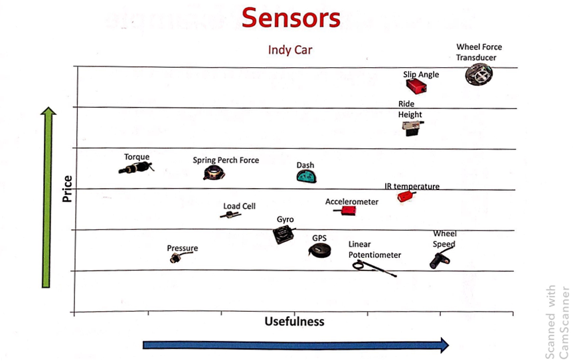 Sensors
Indy Car
Wheel Force
Transducer
Slip Angle
Ride
Height
Torque
Spring Perch Force
Dash
IR temperature
Load Cell
Accelerometer
Gyro
GPS
Wheel
Speed
Pressure
Linear
Potentiometer
Price
Usefulness
Scanned with
CamScanner